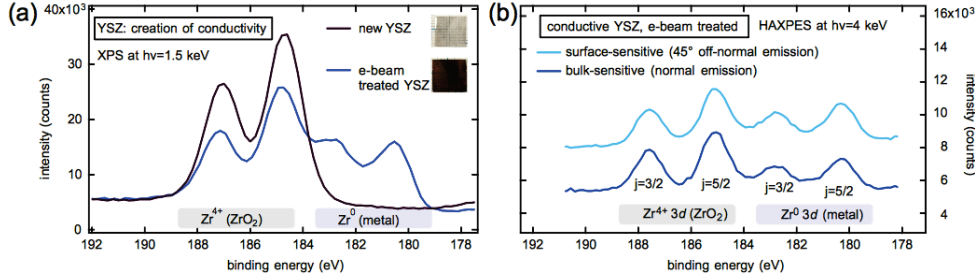 (a)
40x10³
30
20
10
0
intensity (counts)
YSZ: creation of conductivity
XPS at hν=1.5 keV
new YSZ
e-beam
treated YSZ
Zr4+ (ZrO2)
Zr0 (metal)
192 190 188 186 184 182 180 178
binding energy (eV)
(b)
conductive YSZ, e-beam treated
HAXPES at hν=4 keV
surface-sensitive (45° off-normal emission)
bulk-sensitive (normal emission)
16x10³
14
12
10
8
6
4
intensity (counts)
j=3/2
j=5/2
j=3/2
j=5/2
Zr4+ 3d (ZrO2)
Zr0 3d (metal)
192 190 188 186 184 182 180 178
binding energy (eV)